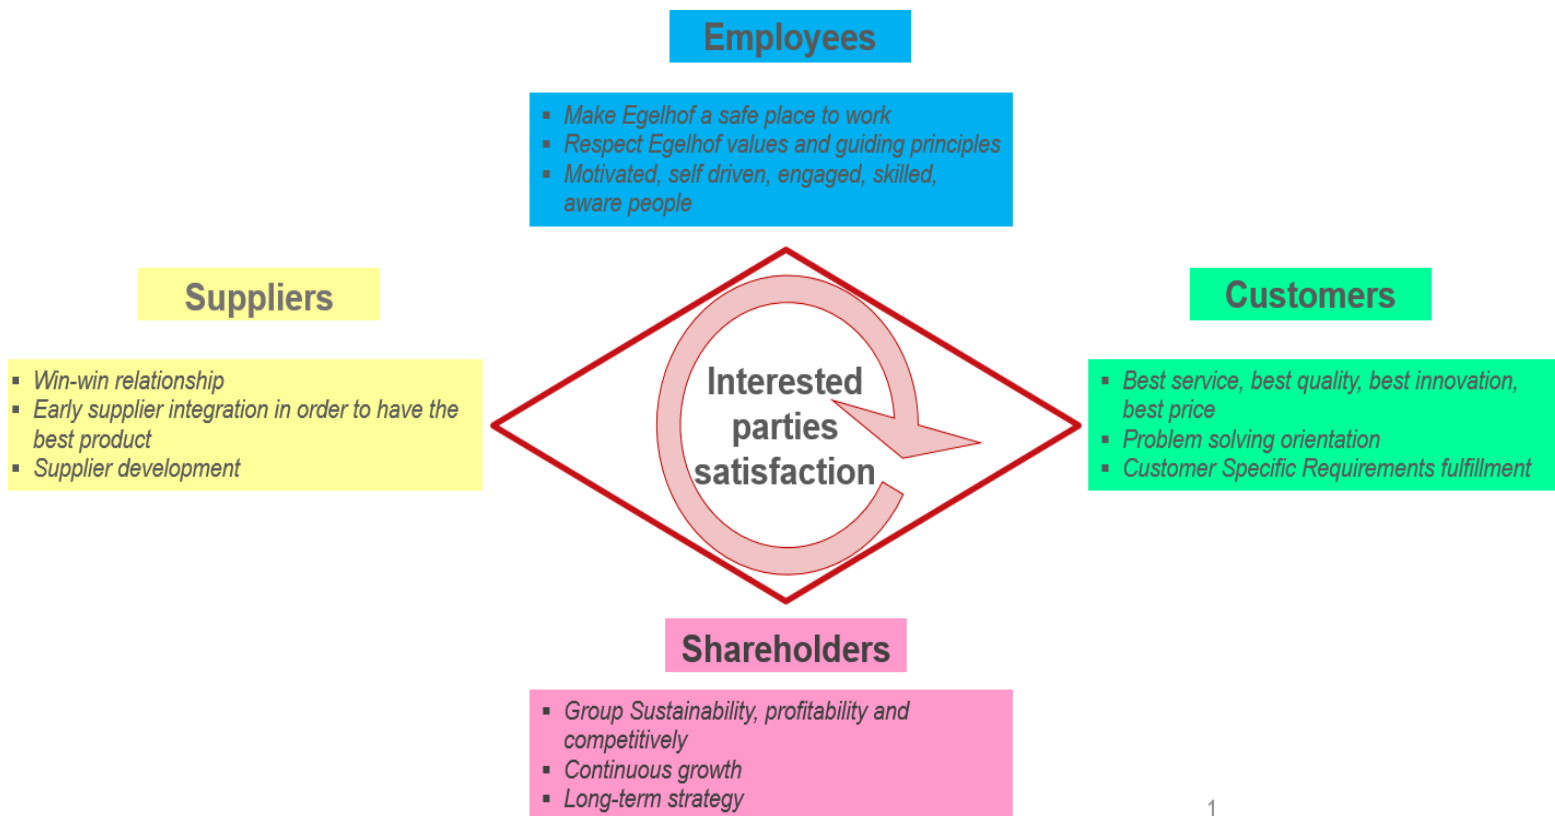 Employees
▪ Make Egelhof a safe place to work
▪ Respect Egelhof values and guiding principles
▪ Motivated, self driven, engaged, skilled,
aware people
Suppliers
▪ Win-win relationship
▪ Early supplier integration in order to have the
best product
▪ Supplier development
Interested
parties
satisfaction
Customers
▪ Best service, best quality, best innovation,
best price
▪ Problem solving orientation
▪ Customer Specific Requirements fulfillment
Shareholders
▪ Group Sustainability, profitability and
competitively
▪ Continuous growth
▪ Long-term strategy
1